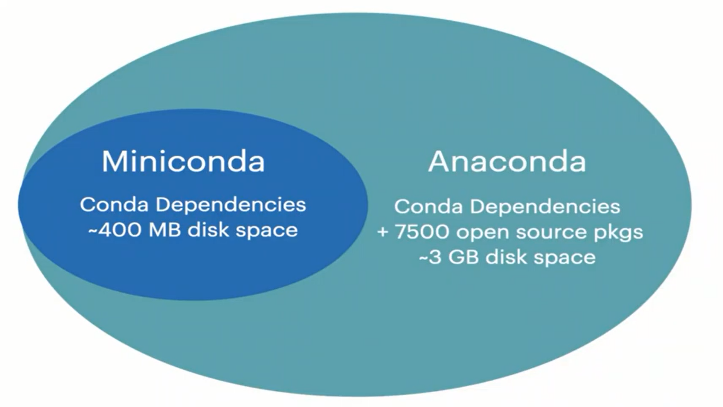 Miniconda
Conda Dependencies
~400 MB disk space
Anaconda
Conda Dependencies
+ 7500 open source pkgs
~3 GB disk space